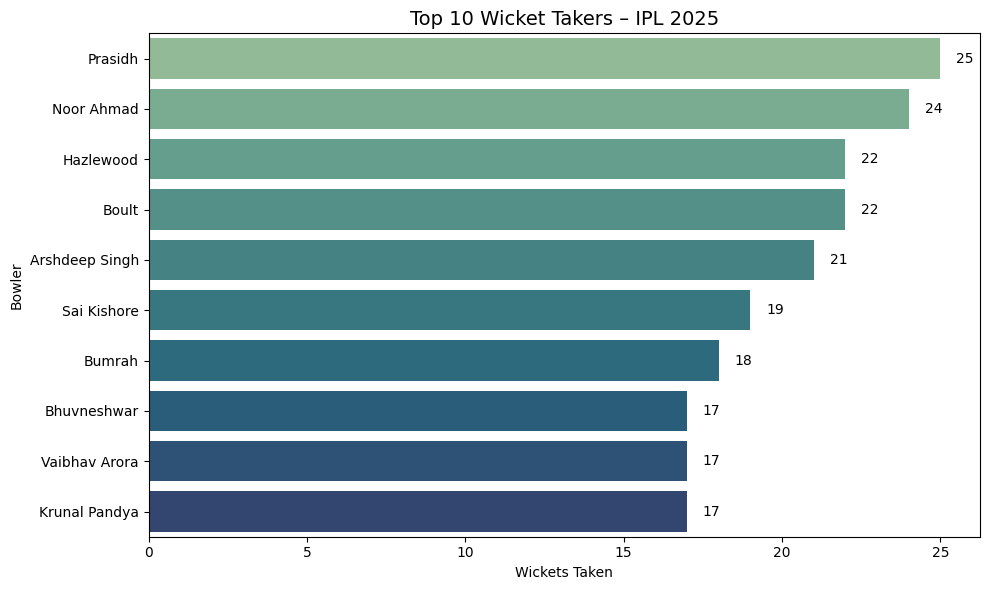 Top 10 Wicket Takers – IPL 2025
Bowler
Prasidh 25
Noor Ahmad 24
Hazlewood 22
Boult 22
Arshdeep Singh 21
Sai Kishore 19
Bumrah 18
Bhuvneshwar 17
Vaibhav Arora 17
Krunal Pandya 17
0 5 10 15 20 25
Wickets Taken